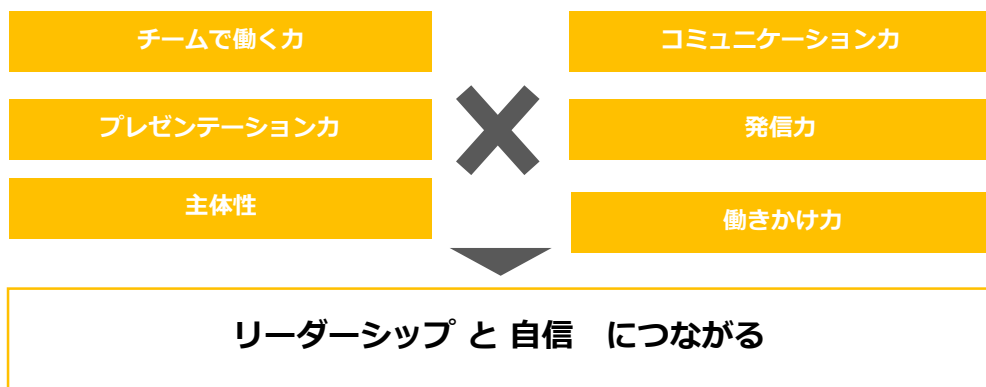 チームで働く力
コミュニケーション力
プレゼンテーション力
発信力
主体性
働きかけ力
リーダーシップ と 自信　につながる